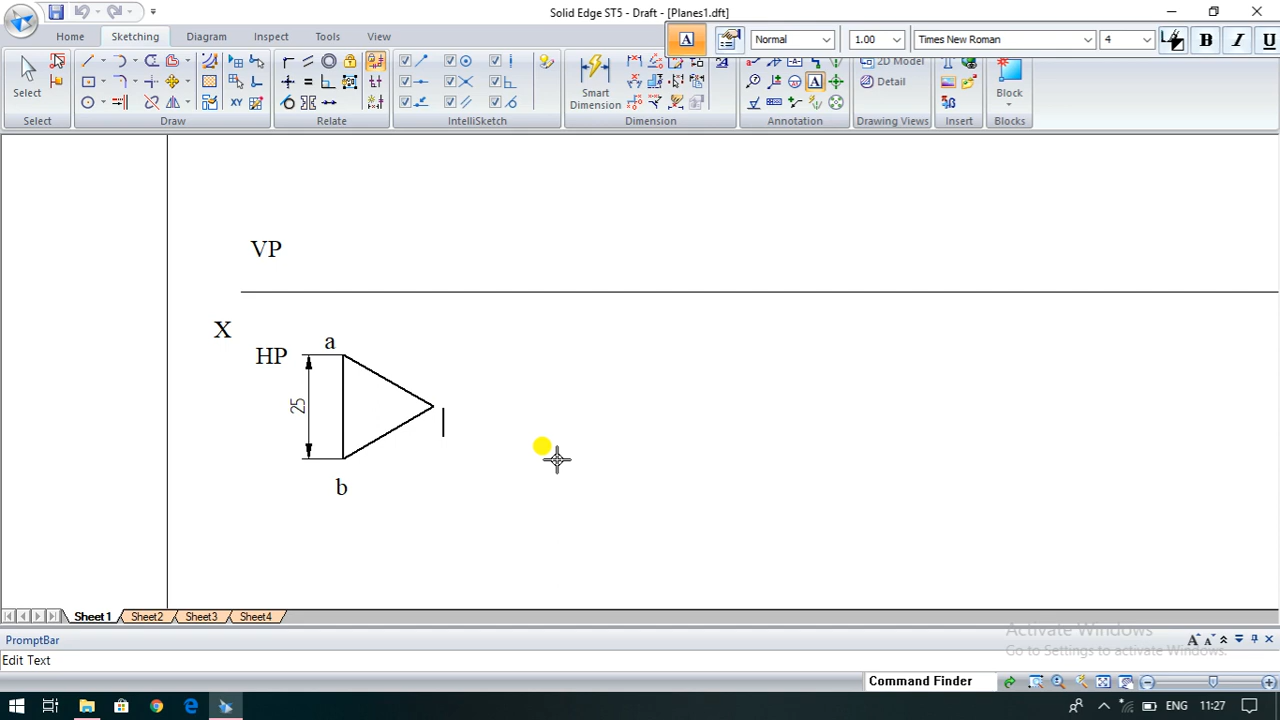 Solid Edge ST5 - Draft - [Planes1.dft]
Home
Sketching
Diagram
Inspect
Tools
View
Normal
1.00
Times New Roman
4
B
I
U
A
Select
Smart
Dimension
2D Model
Detail
Block
Select
Draw
Relate
IntelliSketch
Dimension
Annotation
Drawing Views
Insert
Blocks
VP
X
HP
a
25
b
Sheet1
Sheet2
Sheet3
Sheet4
Activate Windows
Go to Settings to activate Windows.
PromptBar
Edit Text
Command Finder
ENG
11:27